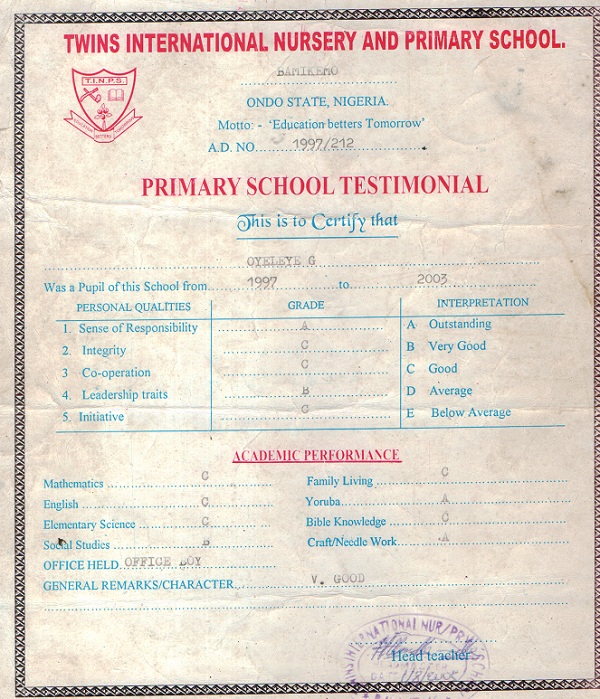 TWINS INTERNATIONAL NURSERY AND PRIMARY SCHOOL.
T.I.N.P.S.
BAMIKEMO
ONDO STATE, NIGERIA.
Motto: - 'Education betters Tomorrow'
A.D. NO. 1997/212
PRIMARY SCHOOL TESTIMONIAL
This is to Certify that
OYELEYE G
Was a Pupil of this School from 1997 to 2003
PERSONAL QUALITIES GRADE INTERPRETATION
1. Sense of Responsibility A A Outstanding
2. Integrity C B Very Good
3 Co-operation C C Good
4. Leadership traits B D Average
5. Initiative C E Below Average
ACADEMIC PERFORMANCE
Mathematics C Family Living C
English C Yoruba A
Elementary Science C Bible Knowledge C
Social Studies B Craft/Needle Work A
OFFICE HELD OFFICE BOY
GENERAL REMARKS/CHARACTER V. GOOD
INTERNATIONAL NUR/PRI
Head teacher